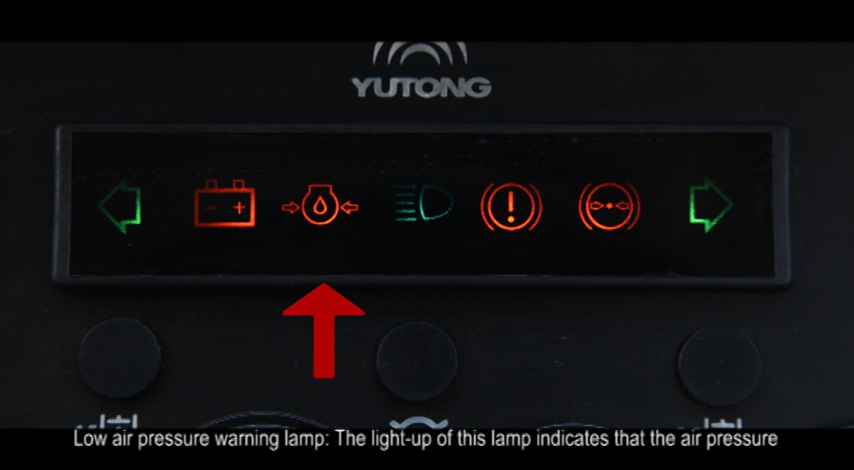 YUTONG
Low air pressure warning lamp: The light-up of this lamp indicates that the air pressure